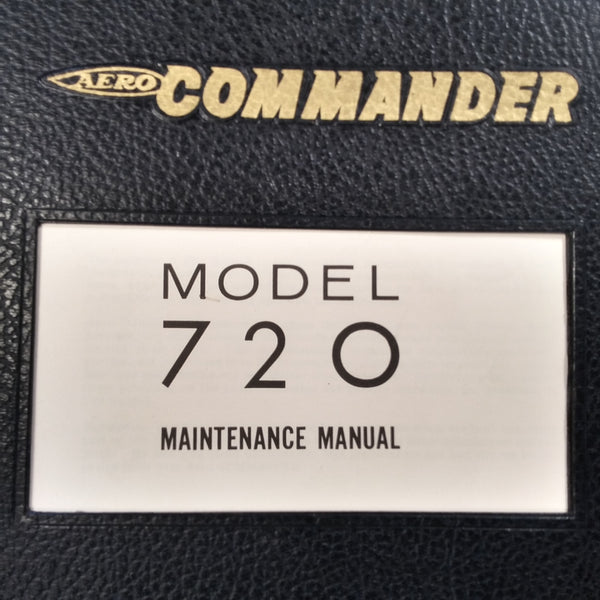 AERO COMMANDER
MODEL
720
MAINTENANCE MANUAL